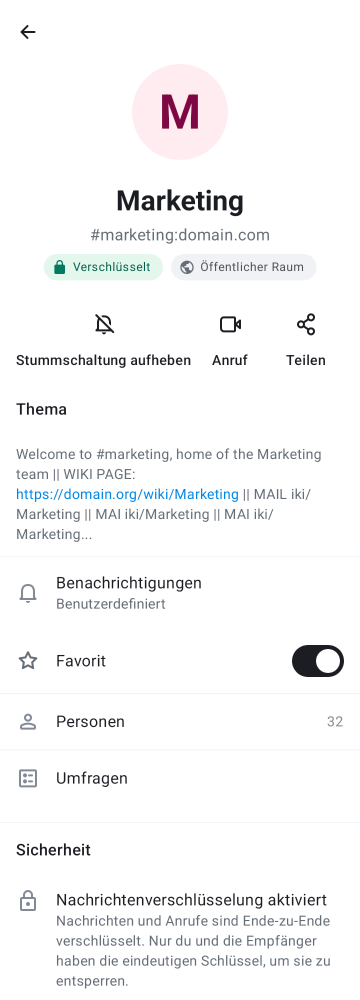 M
Marketing
#marketing:domain.com
Verschlüsselt
Öffentlicher Raum
Stummschaltung aufheben
Anruf
Teilen
Thema
Welcome to #marketing, home of the Marketing
team || WIKI PAGE:
https://domain.org/wiki/Marketing || MAIL iki/
Marketing || MAI iki/Marketing || MAI iki/
Marketing...
Benachrichtigungen
Benutzerdefiniert
Favorit
Personen 32
Umfragen
Sicherheit
Nachrichtenverschlüsselung aktiviert
Nachrichten und Anrufe sind Ende-zu-Ende
verschlüsselt. Nur du und die Empfänger
haben die eindeutigen Schlüssel, um sie zu
entsperren.